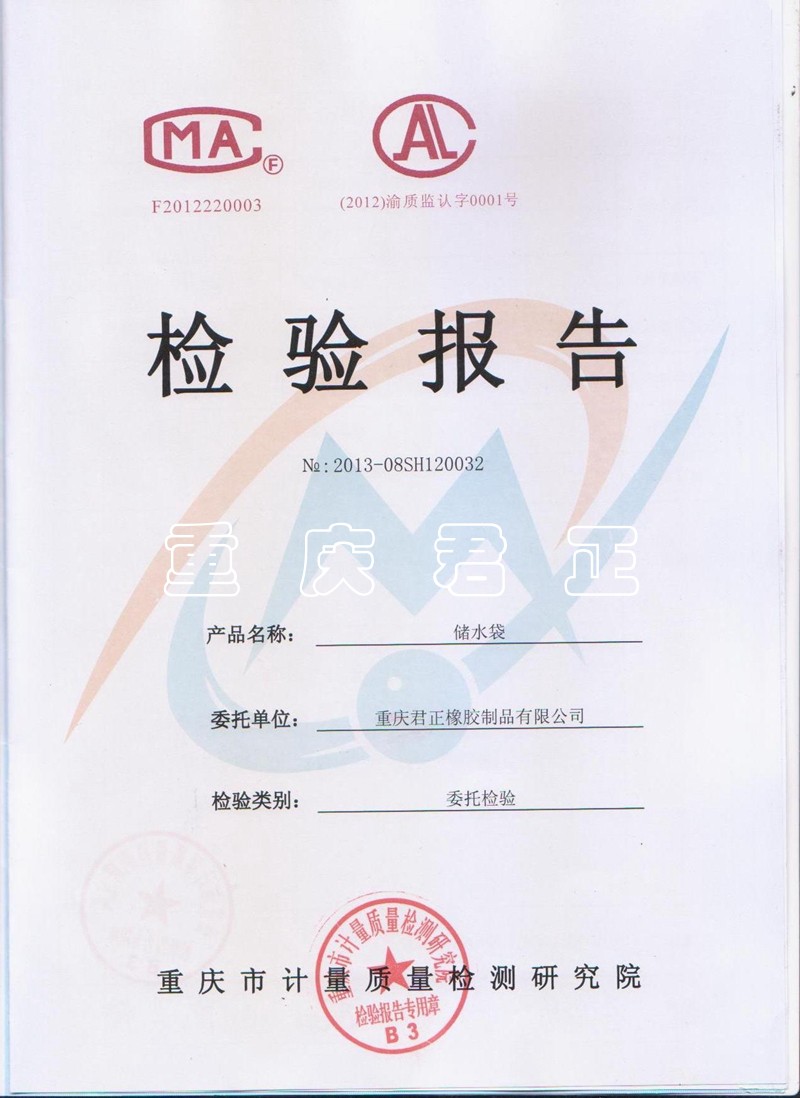 CMA F
CAL
F2012220003
(2012)渝质监认字0001号
检验报告
№:2013-08SH120032
重庆君正
产品名称: 储水袋
委托单位: 重庆君正橡胶制品有限公司
检验类别: 委托检验
重庆市计量质量检测研究院
重庆市计量质量检测研究院
检验报告专用章
B3